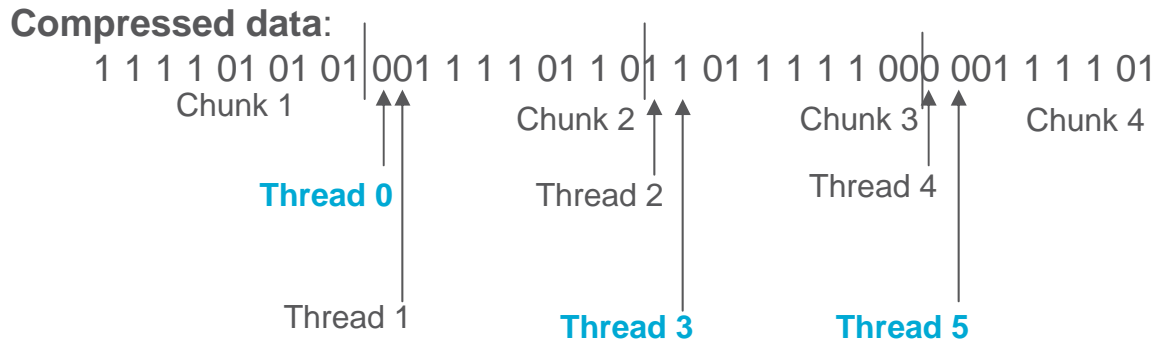 Compressed data:
1 1 1 1 01 01 01 001 1 1 1 01 1 01 1 01 1 1 1 1 000 001 1 1 1 01
Chunk 1 Chunk 2 Chunk 3 Chunk 4
Thread 0 Thread 2 Thread 4
Thread 1 Thread 3 Thread 5